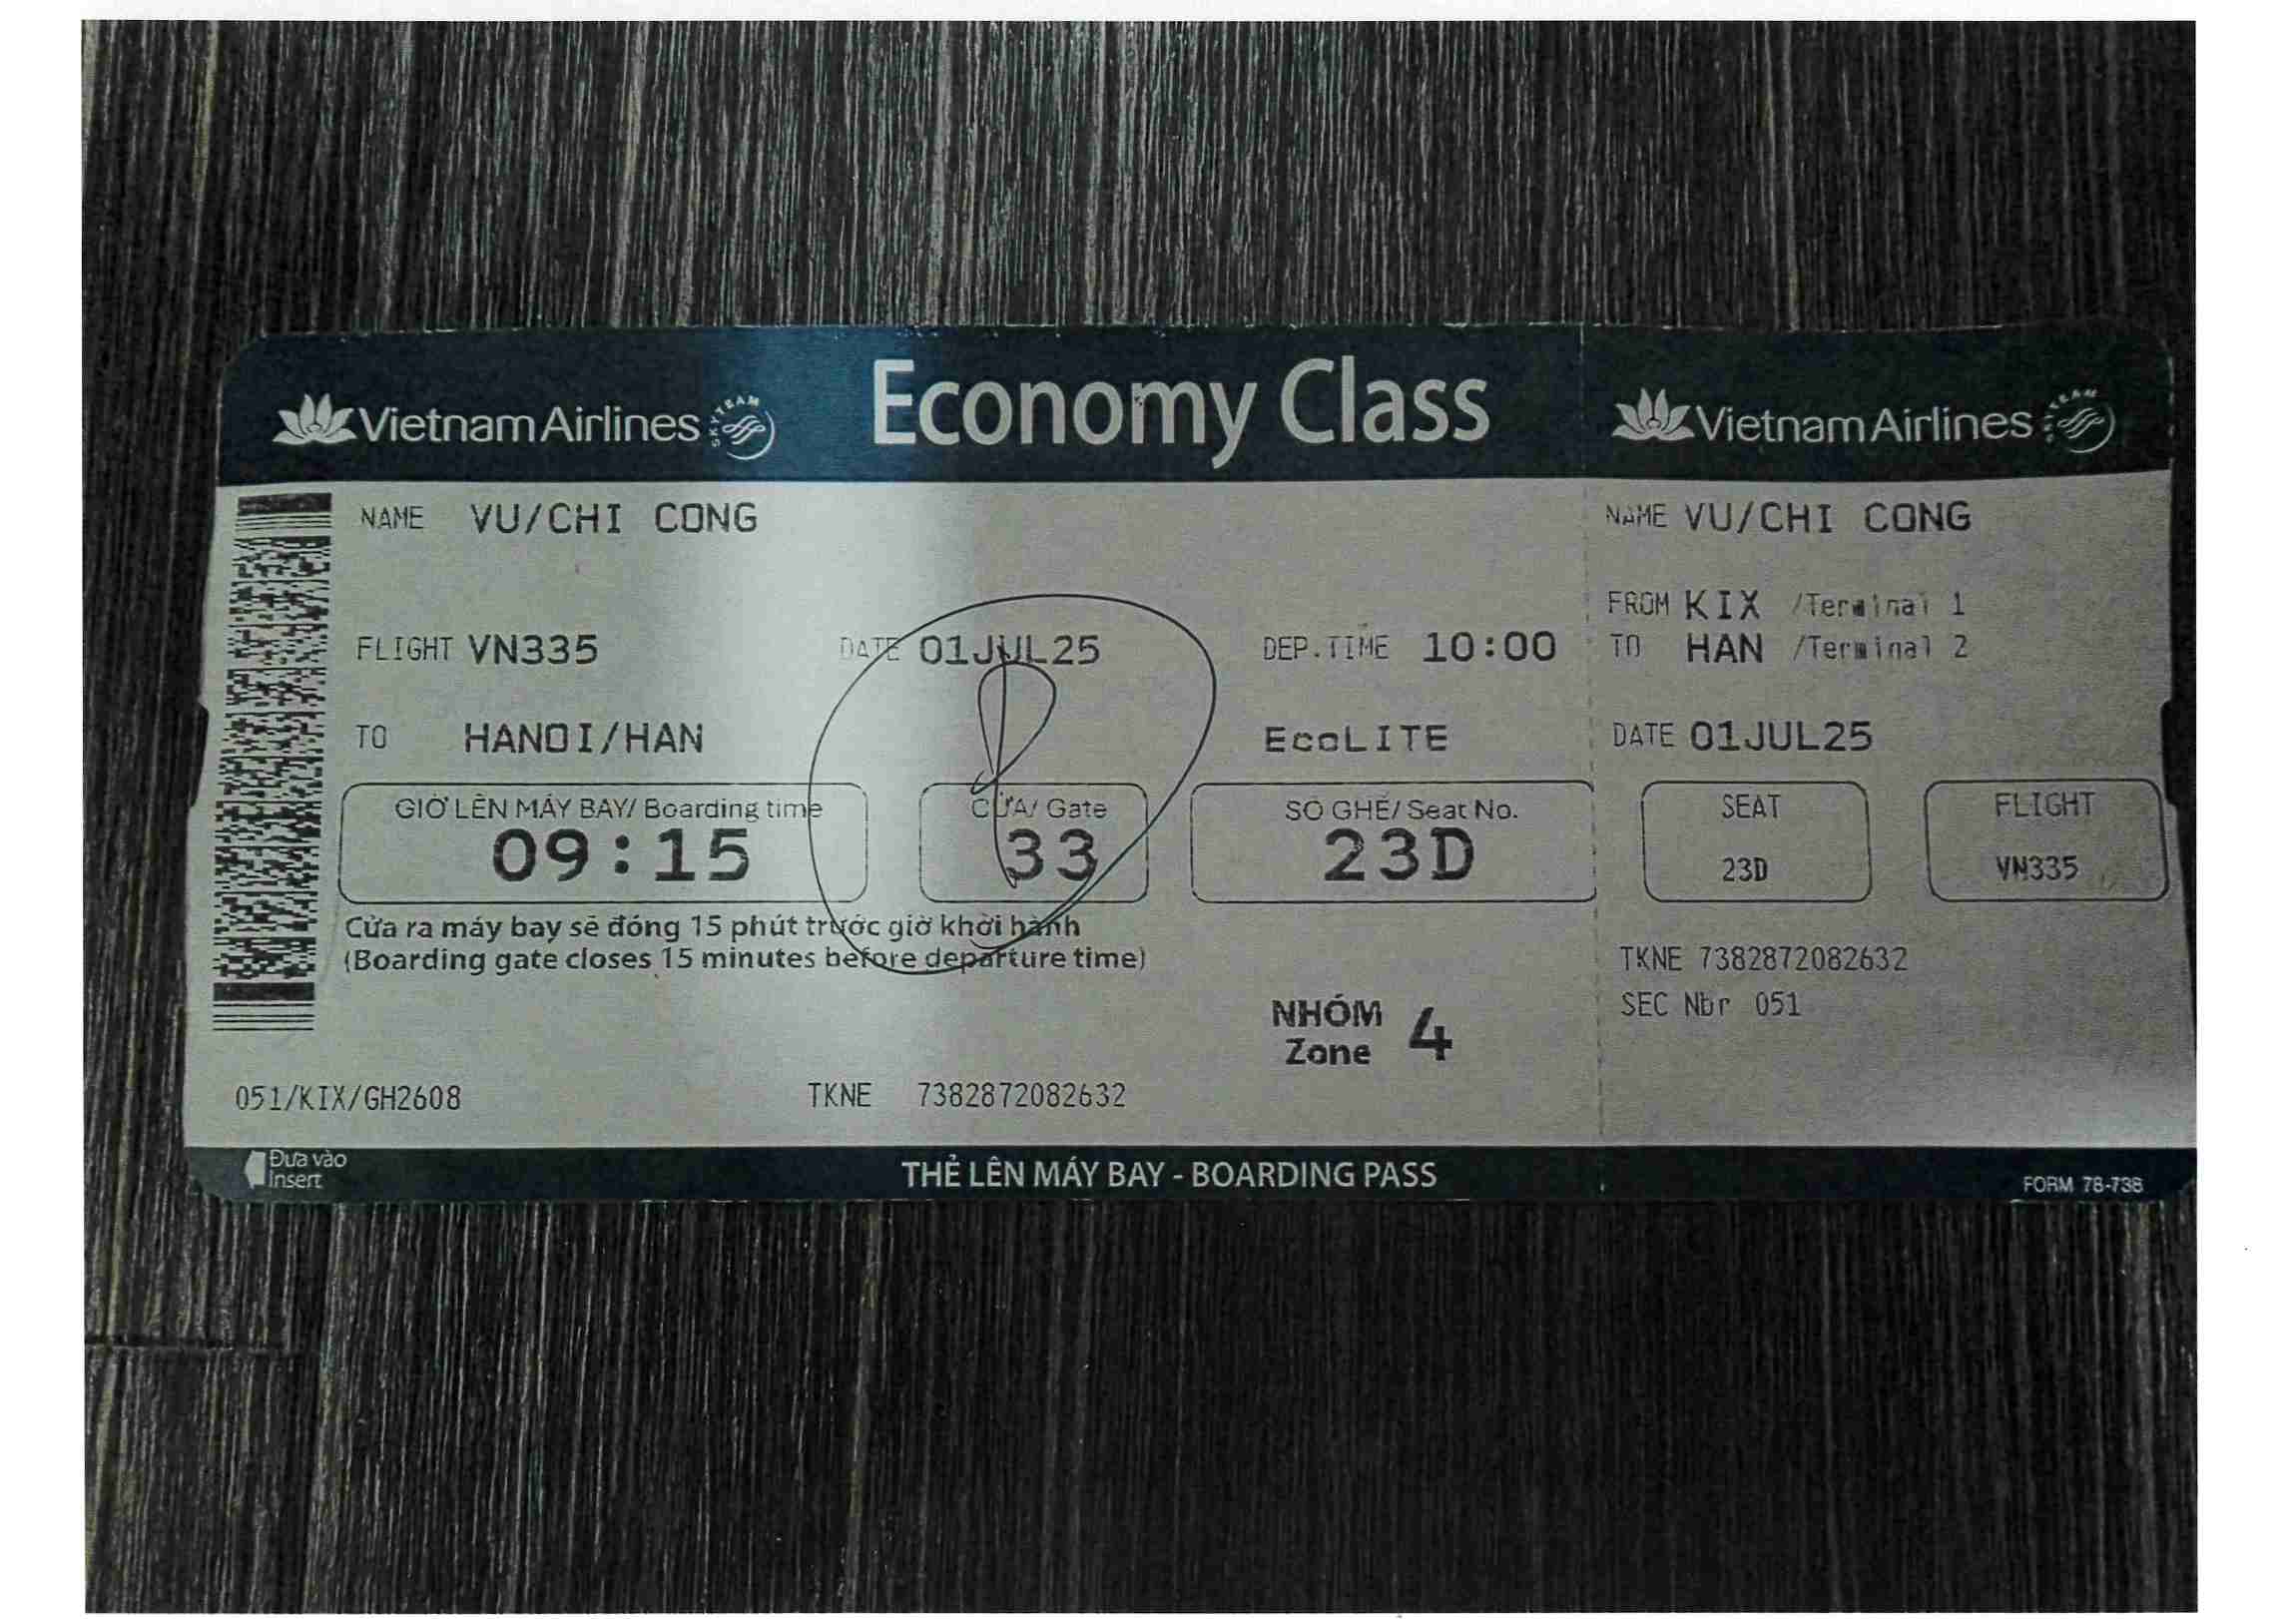 VietnamAirlines SKYTEAM
Economy Class
VietnamAirlines
NAME VU/CHI CONG
NAME VU/CHI CONG
FROM KIX /Terminal 1
FLIGHT VN335 DATE 01JUL25 DEP.TIME 10:00
TO HAN /Terminal 2
TO HANOI/HAN EcoLITE
DATE 01JUL25
GIỜ LÊN MÁY BAY/ Boarding time
09:15
CỬA/ Gate
33
SỐ GHẾ/ Seat No.
23D
SEAT
23D
FLIGHT
VN335
Cửa ra máy bay sẽ đóng 15 phút trước giờ khởi hành
(Boarding gate closes 15 minutes before departure time)
TKNE 7382872082632
SEC Nbr 051
NHÓM
Zone 4
051/KIX/GH2608 TKNE 7382872082632
Đưa vào
Insert
THẺ LÊN MÁY BAY - BOARDING PASS
FORM 78-738